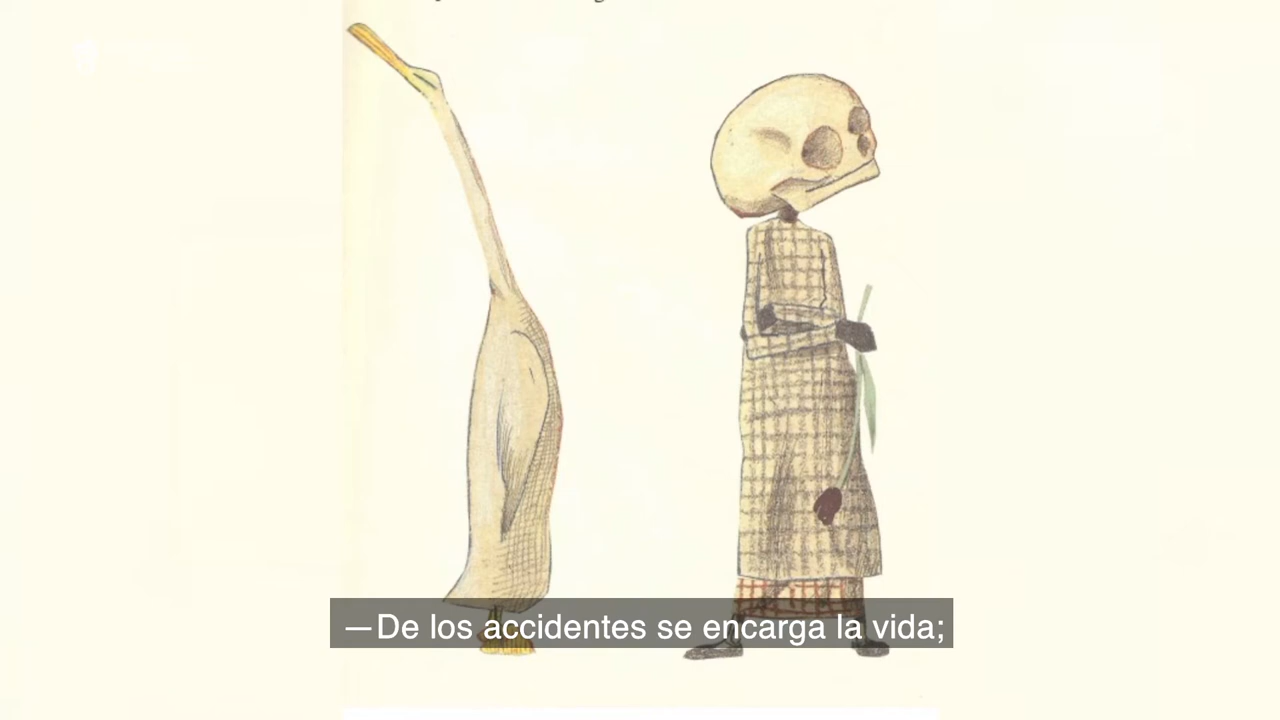 —De los accidentes se encarga la vida;